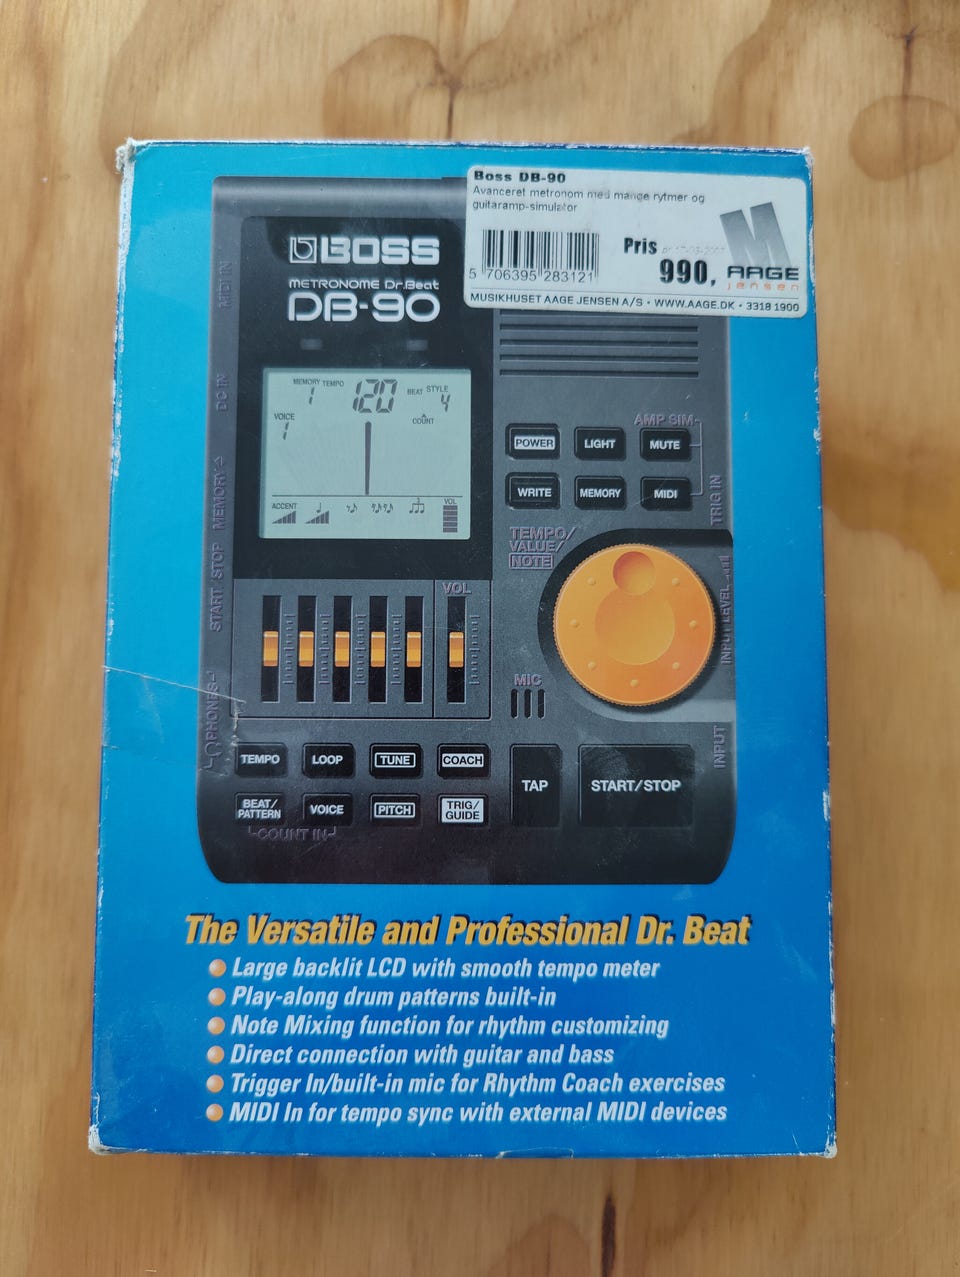 Boss DB-90
Avanceret metronom med mange rytmer og
guitaramp-simulator
Pris pr. 17-09-2007
990,
5 706395 283121
AAGE
jensen
MUSIKHUSET AAGE JENSEN A/S • WWW.AAGE.DK • 3318 1900
BOSS
METRONOME Dr.Beat
DB-90
MIDI IN
DC IN
MEMORY
START STOP
PHONES
MEMORY TEMPO BEAT STYLE
1 120 4
VOICE COUNT
1
ACCENT VOL
AMP SIM
POWER LIGHT MUTE
WRITE MEMORY MIDI
TRIG IN
TEMPO/
VALUE/
NOTE
INPUT LEVEL
VOL
MIC
INPUT
TEMPO LOOP TUNE COACH
TAP START/STOP
BEAT/
PATTERN VOICE PITCH TRIG/
GUIDE
COUNT IN
The Versatile and Professional Dr. Beat
Large backlit LCD with smooth tempo meter
Play-along drum patterns built-in
Note Mixing function for rhythm customizing
Direct connection with guitar and bass
Trigger In/built-in mic for Rhythm Coach exercises
MIDI In for tempo sync with external MIDI devices